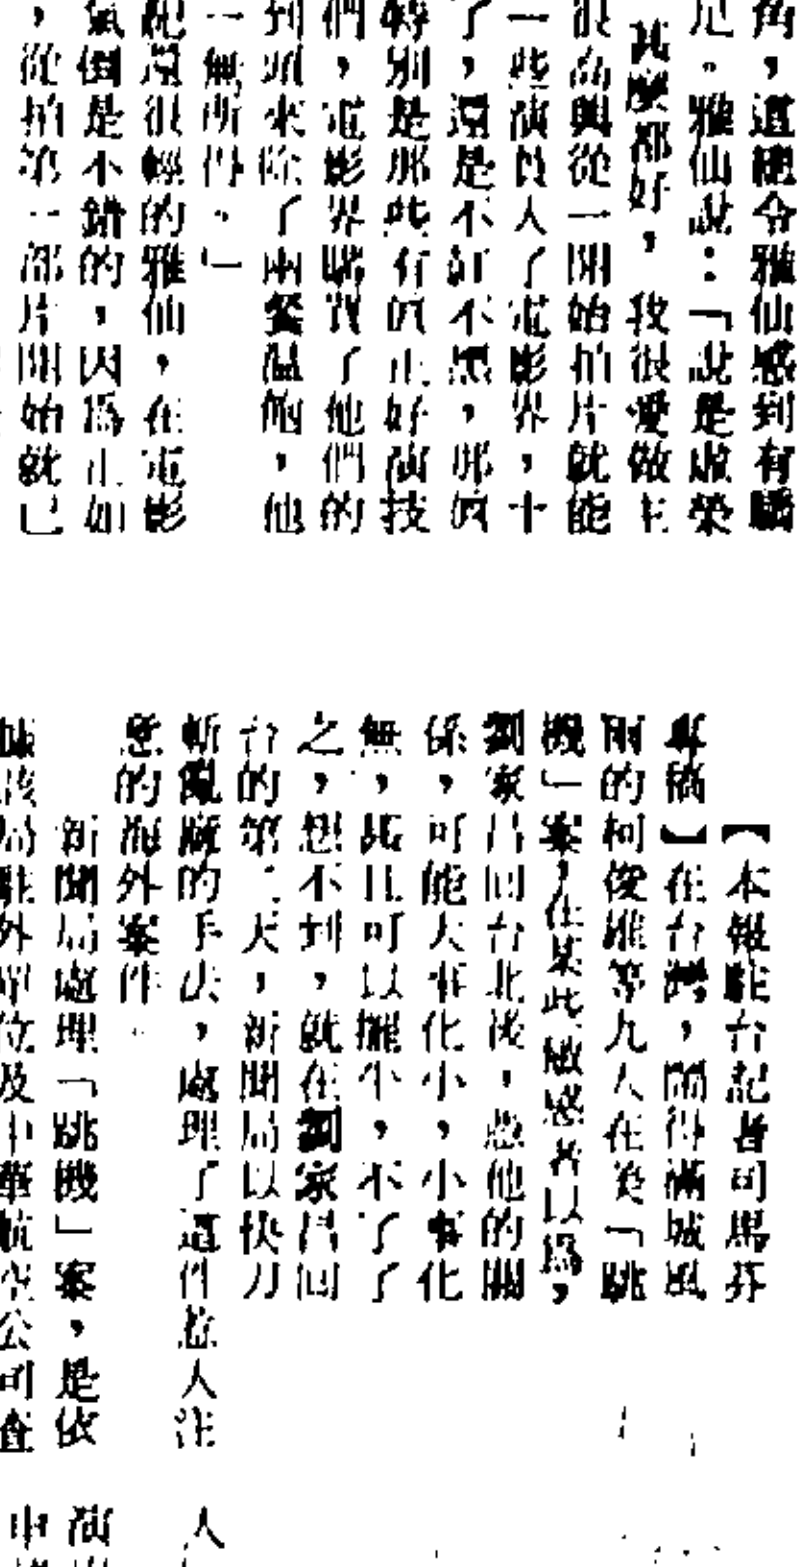 角，這總令雅仙感到有驕
足。雅仙說：「說是虛榮
甚麼都好，我很愛做主
很高興從一開始拍片就能
一些演員入了電影界，十
了，還是不紅不黑，那真
特別是那些有真正好演技
們，電影界賭買了他們的
到頭來除了兩餐溫飽，他
一無所得。」
紀還很輕的雅仙，在電影
氣倒是不錯的，因為正如
，從拍第一部片開始就已
【本報駐台記者司馬芬
專稿】在台灣，鬧得滿城風
雨的柯俊雄等九人在美「跳
機」案，在某些敏感者以為，
劉家昌回台北後，憑他的關
係，可能大事化小，小事化
無，甚且可以擺平，不了了
之，想不到，就在劉家昌回
台的第二天，新聞局以快刀
斬亂麻的手法，處理了這件惹人注
意的海外案件。
新聞局處理「跳機」案，是依
據該局駐外單位及中華航空公司查
人
演
中